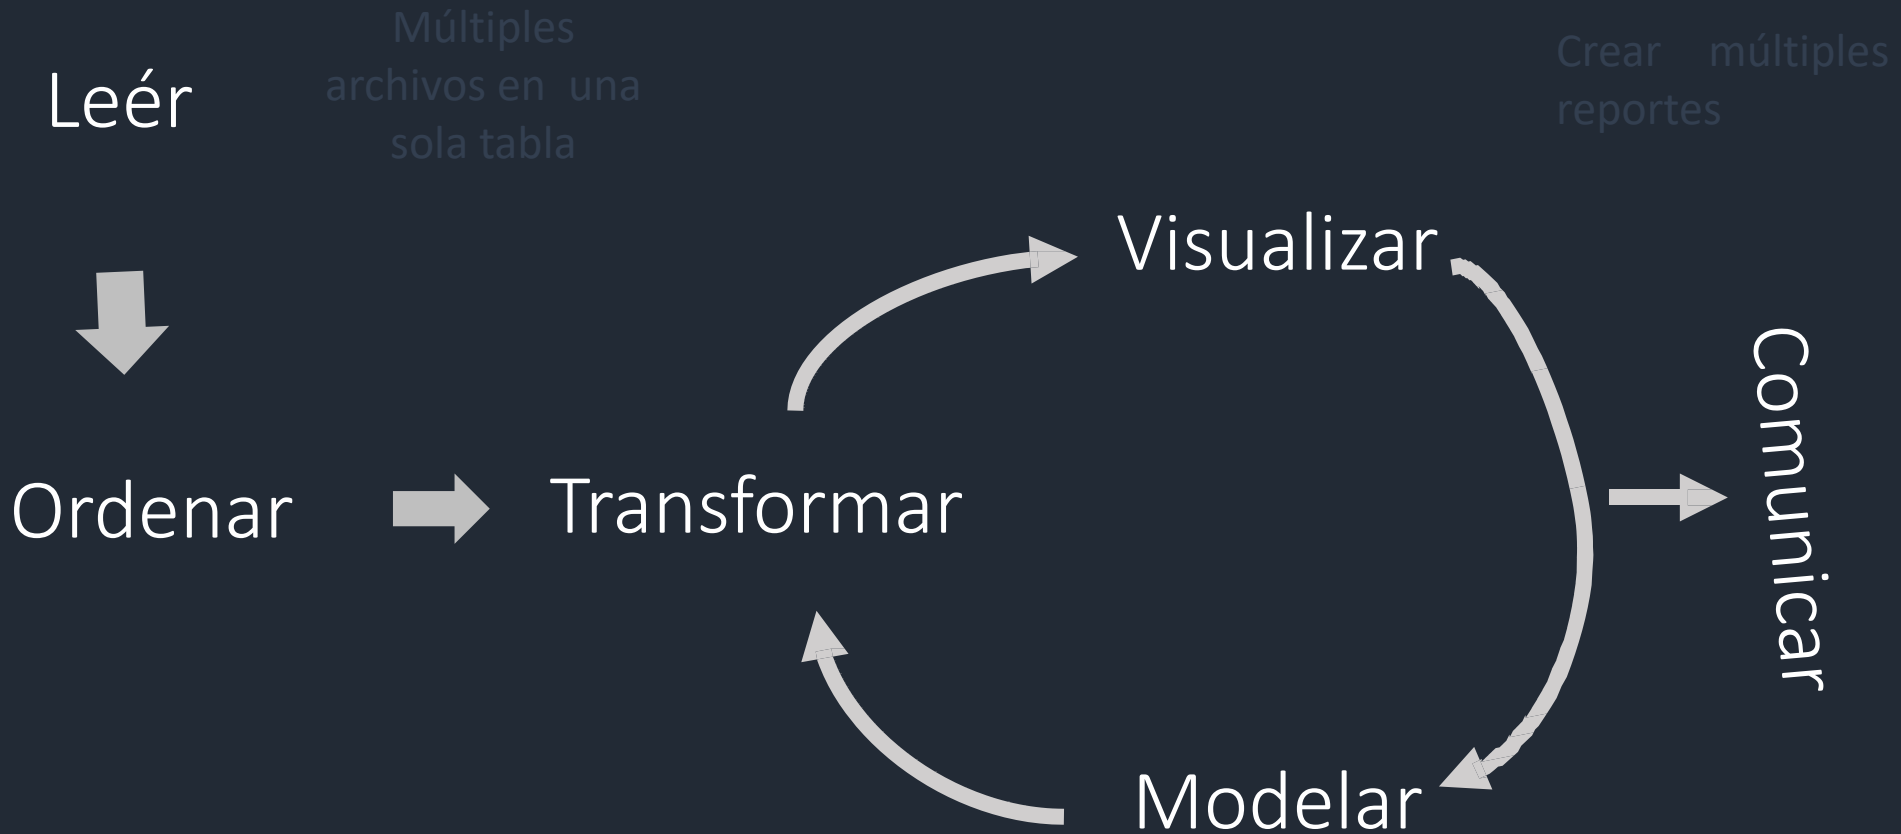 Leér
Múltiples
archivos en una
sola tabla
Crear múltiples
reportes
Visualizar
Comunicar
Ordenar
Transformar
Modelar